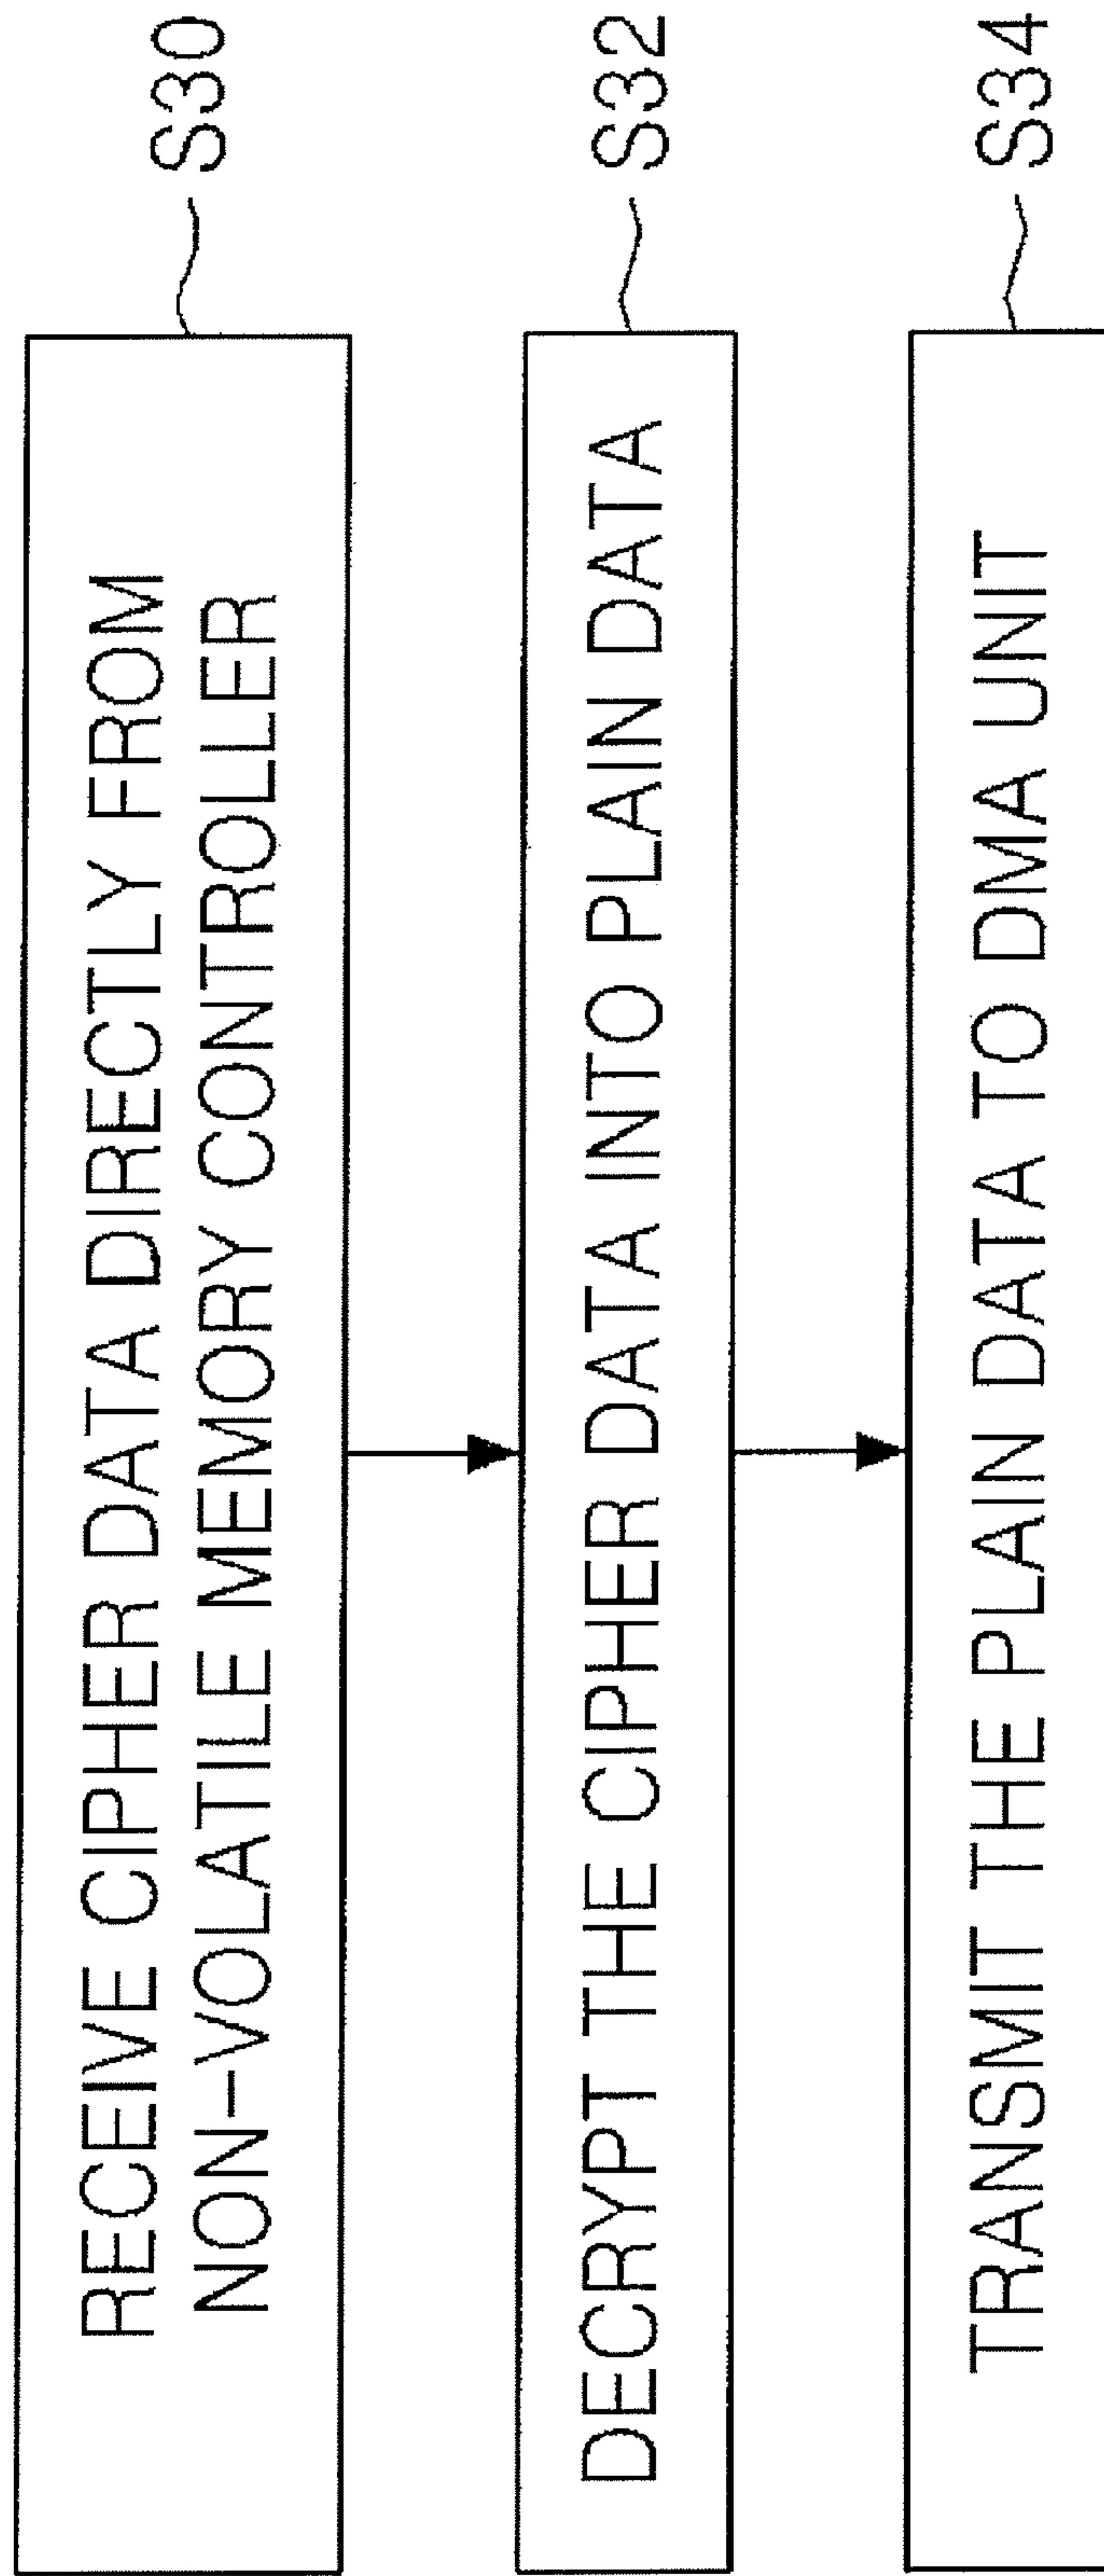 RECEIVE CIPHER DATA DIRECTLY FROM
NON-VOLATILE MEMORY CONTROLLER
S30
DECRYPT THE CIPHER DATA INTO PLAIN DATA
S32
TRANSMIT THE PLAIN DATA TO DMA UNIT
S34